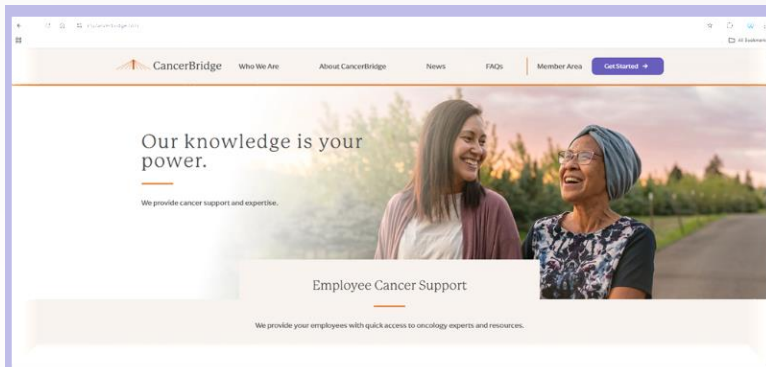 All Bookmarks
CancerBridge Who We Are About CancerBridge News FAQs Member Area Get Started →
Our knowledge is your
power.
We provide cancer support and expertise.
Employee Cancer Support
We provide your employees with quick access to oncology experts and resources.